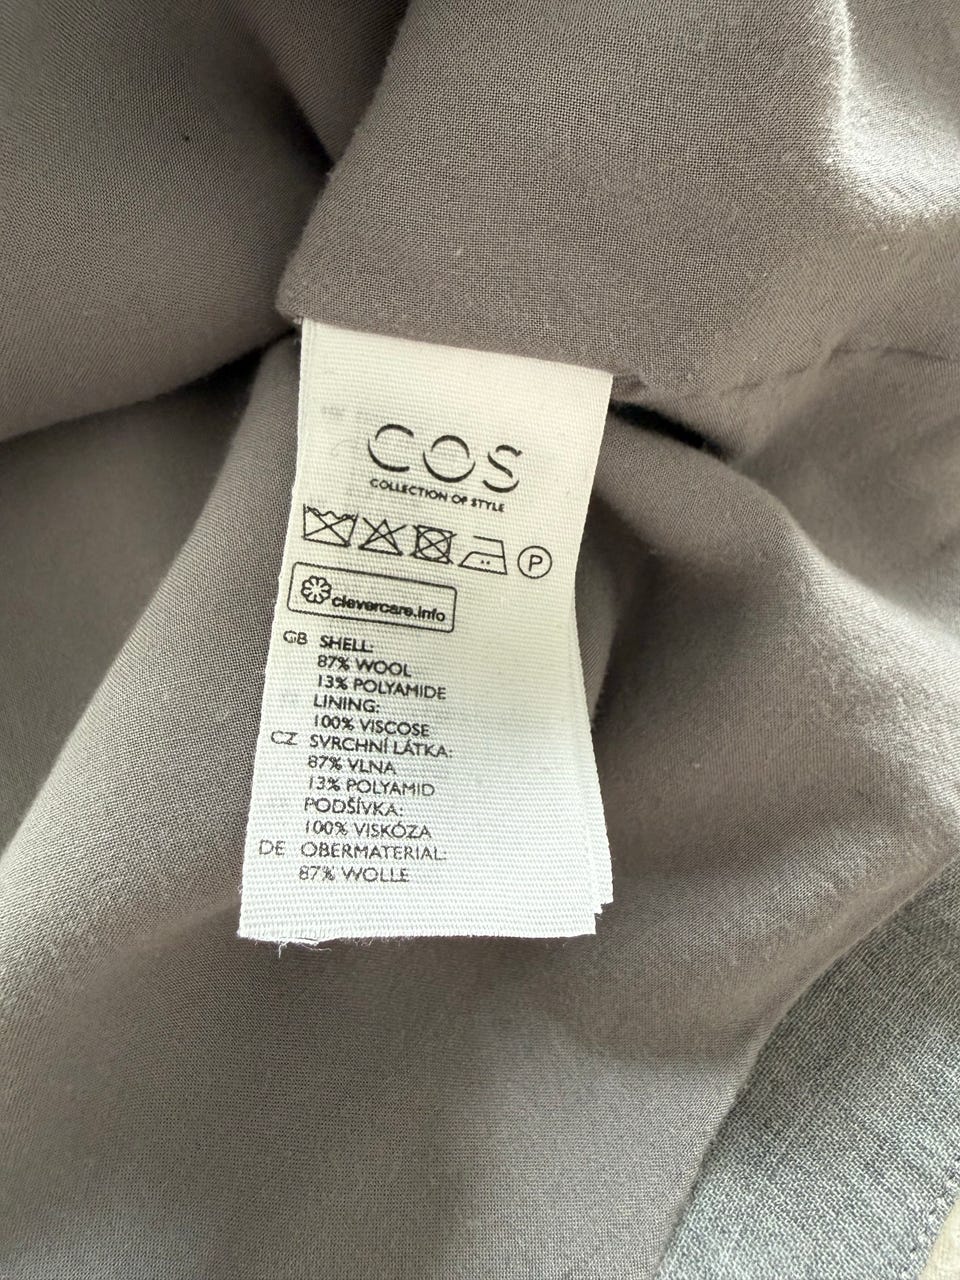 COS
COLLECTION OF STYLE
P
clevercare.info
GB SHELL:
87% WOOL
13% POLYAMIDE
LINING:
100% VISCOSE
CZ SVRCHNÍ LÁTKA:
87% VLNA
13% POLYAMID
PODŠÍVKA:
100% VISKÓZA
DE OBERMATERIAL:
87% WOLLE